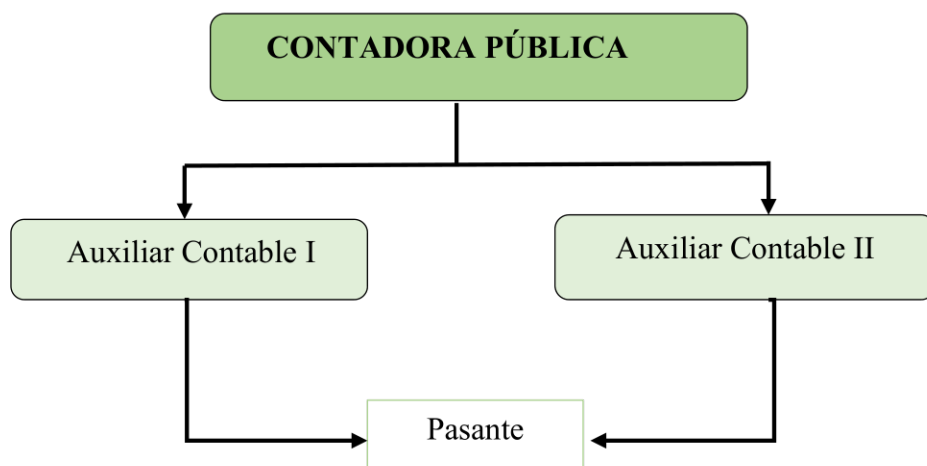 CONTADORA PÚBLICA
Auxiliar Contable I
Auxiliar Contable II
Pasante